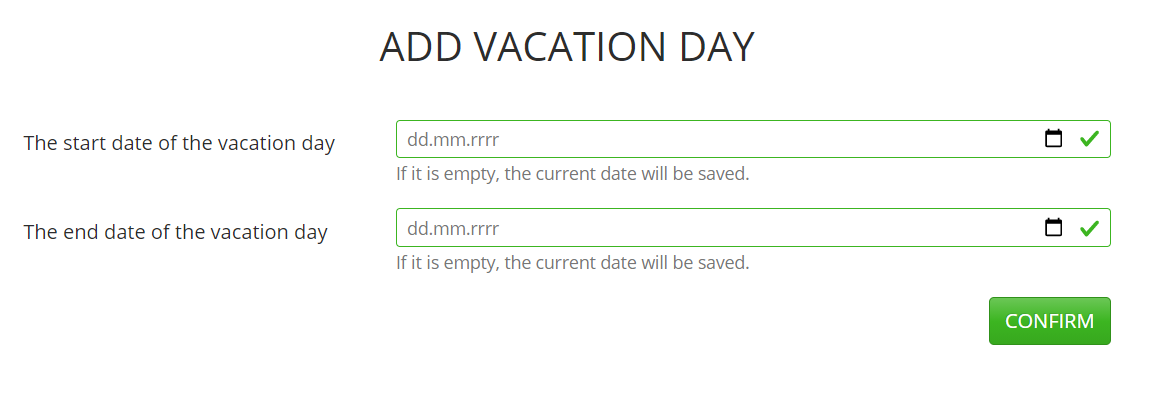 ADD VACATION DAY
The start date of the vacation day
dd.mm.rrrr
If it is empty, the current date will be saved.
The end date of the vacation day
dd.mm.rrrr
If it is empty, the current date will be saved.
CONFIRM